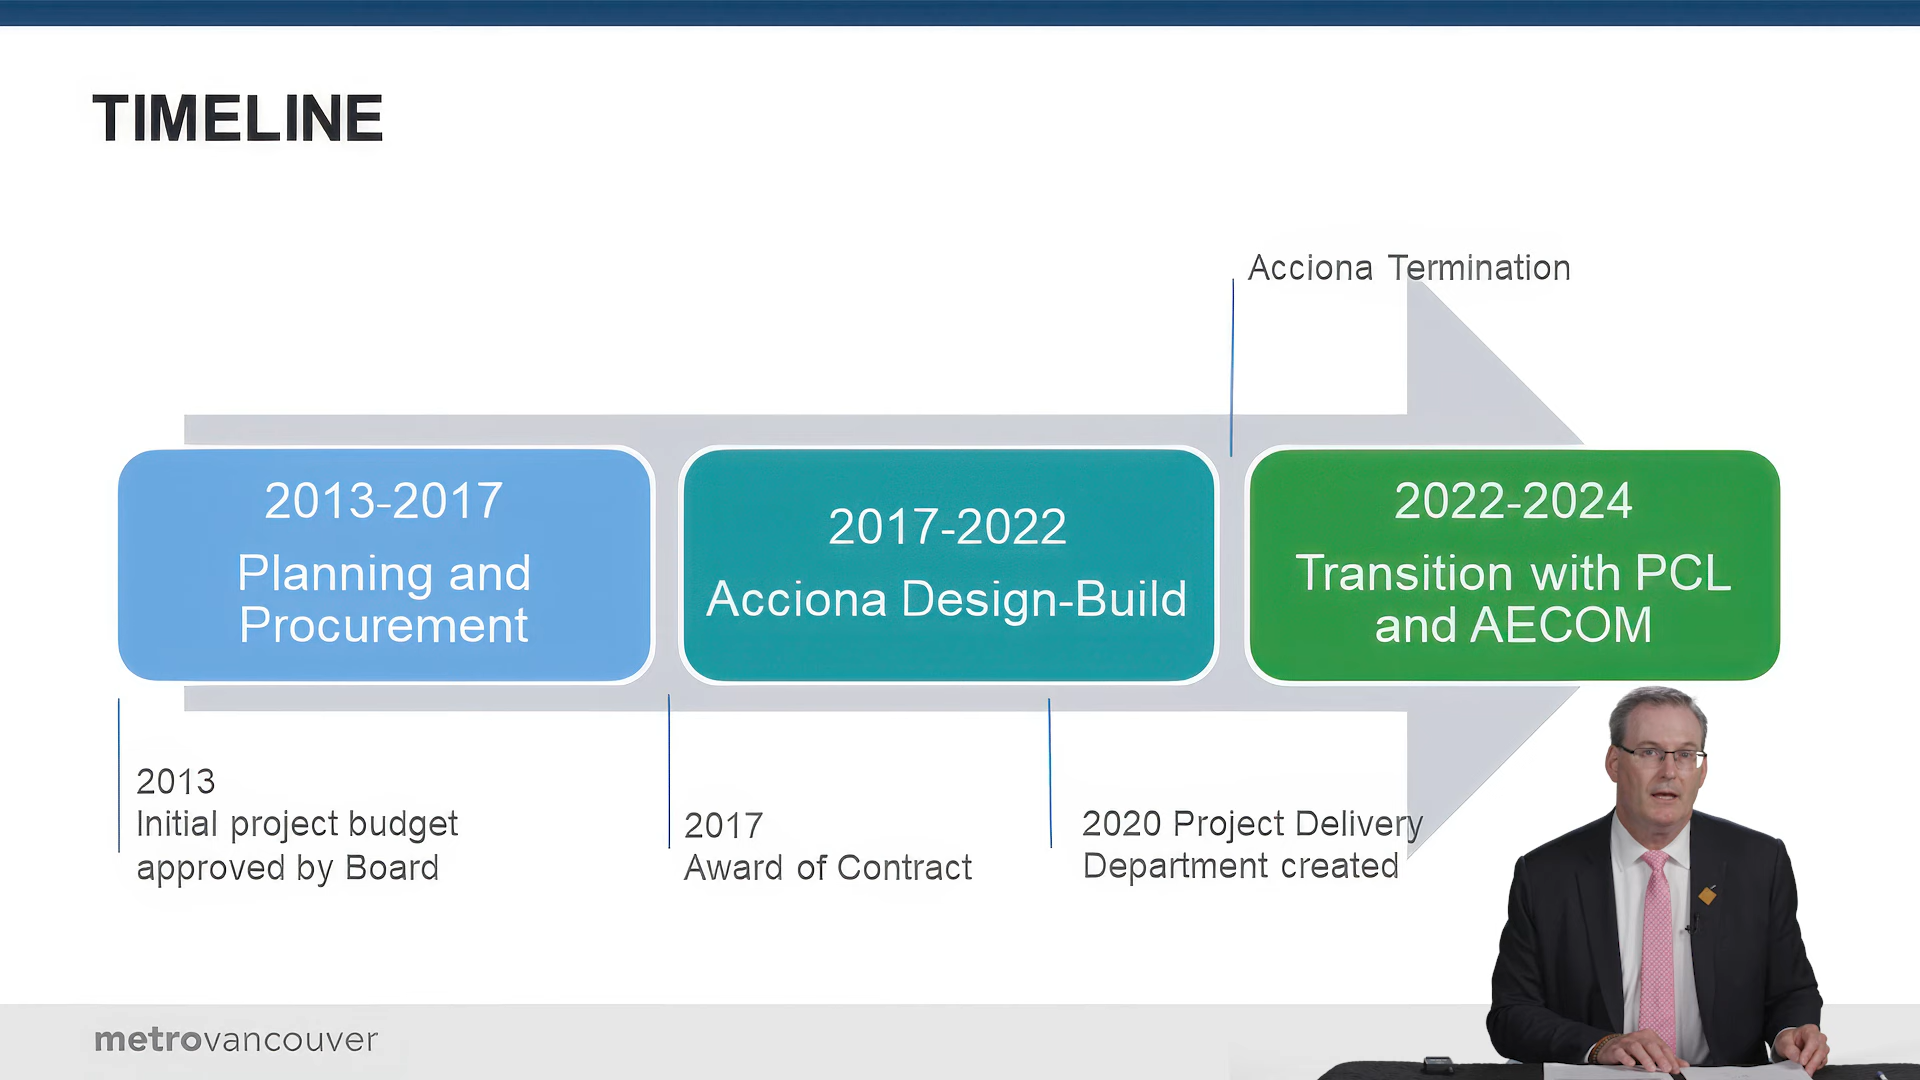 TIMELINE
Acciona Termination
2013-2017
Planning and
Procurement
2017-2022
Acciona Design-Build
2022-2024
Transition with PCL
and AECOM
2013
Initial project budget
approved by Board
2017
Award of Contract
2020 Project Delivery
Department created
metrovancouver